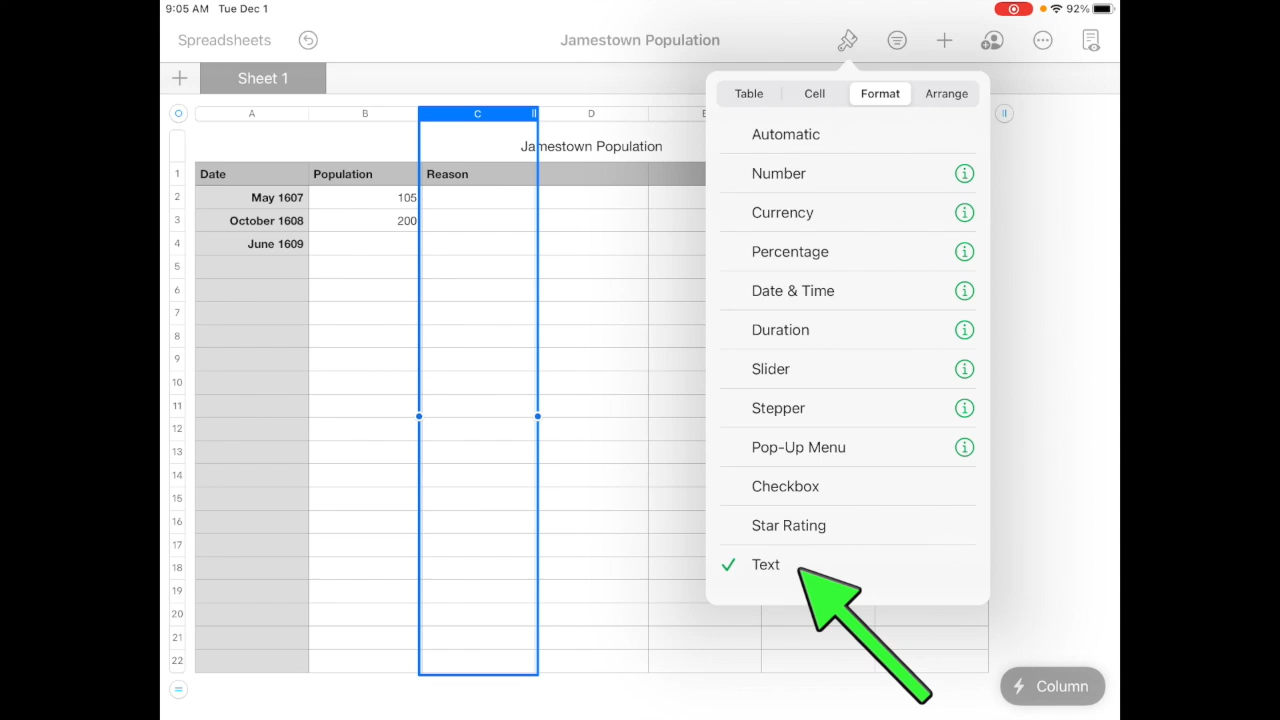 9:05 AM Tue Dec 1
92%
Spreadsheets
Jamestown Population
Sheet 1
Table Cell Format Arrange
A B C D
Jamestown Population
1 Date Population Reason
2 May 1607 105
3 October 1608 200
4 June 1609
5
6
7
8
9
10
11
12
13
14
15
16
17
18
19
20
21
22
Automatic
Number
Currency
Percentage
Date & Time
Duration
Slider
Stepper
Pop-Up Menu
Checkbox
Star Rating
Text
Column